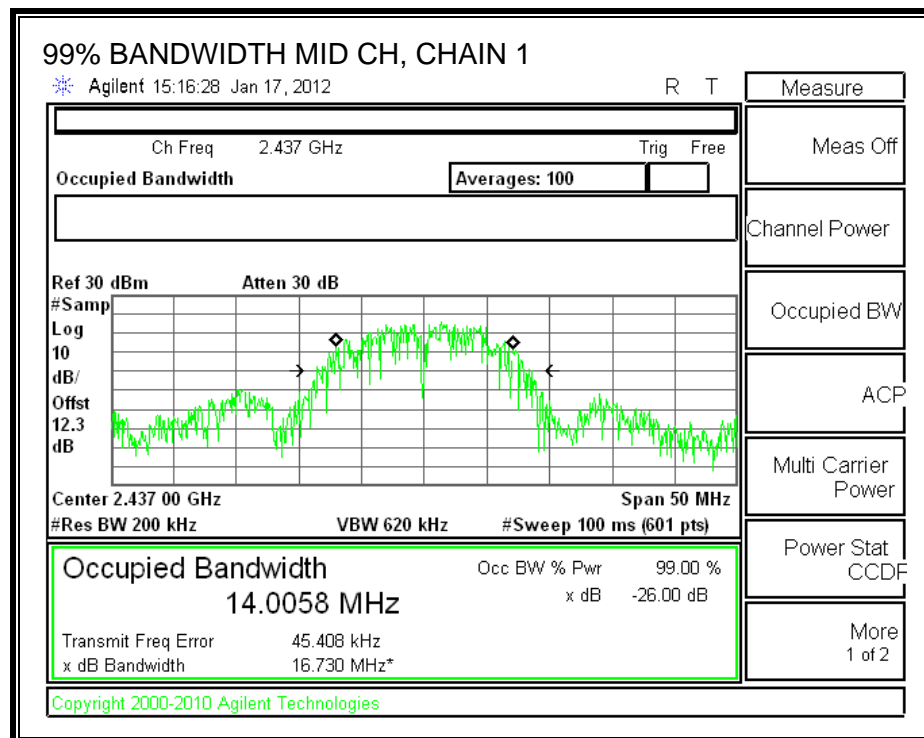 99% BANDWIDTH MID CH, CHAIN 1
Agilent 15:16:28 Jan 17, 2012 R T
Measure
Ch Freq 2.437 GHz Trig Free
Occupied Bandwidth Averages: 100
Ref 30 dBm Atten 30 dB
#Samp
Log
10
dB/
Offst
12.3
dB
Center 2.437 00 GHz Span 50 MHz
#Res BW 200 kHz VBW 620 kHz #Sweep 100 ms (601 pts)
Occupied Bandwidth Occ BW % Pwr 99.00 %
14.0058 MHz x dB -26.00 dB
Transmit Freq Error 45.408 kHz
x dB Bandwidth 16.730 MHz*
Copyright 2000-2010 Agilent Technologies
Meas Off
Channel Power
Occupied BW
ACP
Multi Carrier
Power
Power Stat
CCDF
More
1 of 2